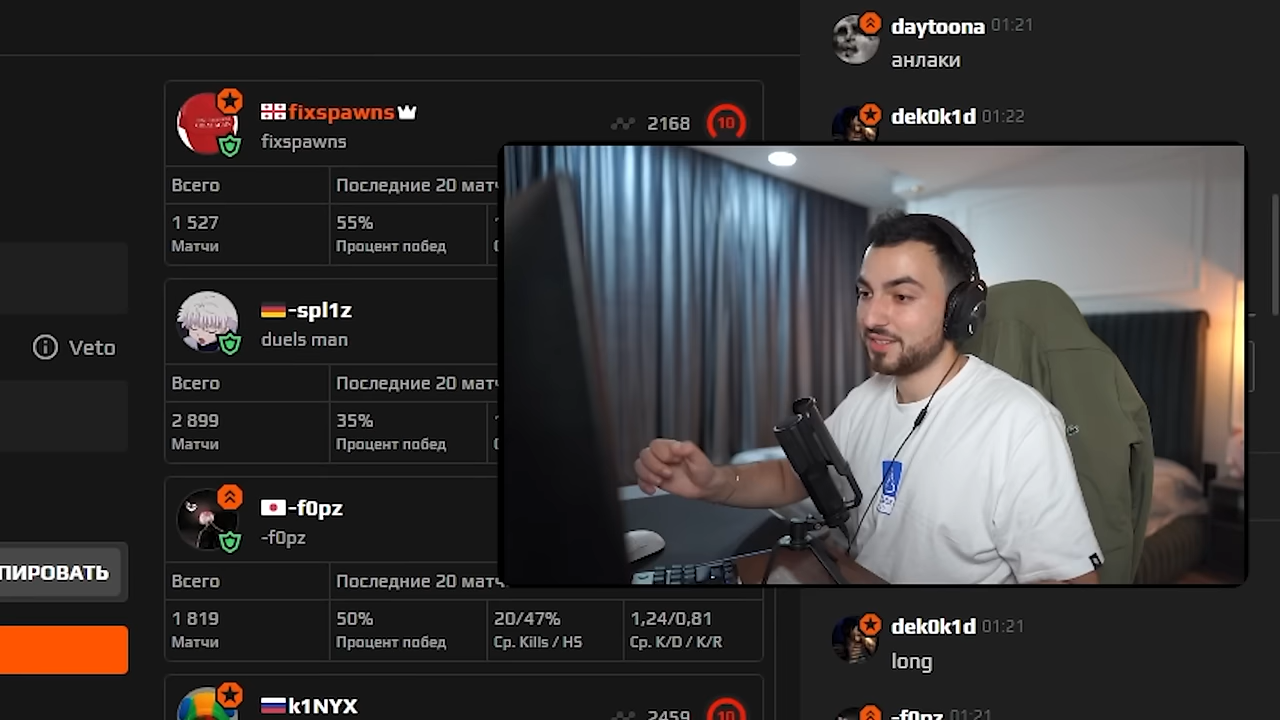 daytoona 01:21
анлаки
dek0k1d 01:22
fixspawns
2168
10
fixspawns
Всего
Последние 20 матч
1 527
55%
Матчи
Процент побед
-spl1z
duels man
Всего
Последние 20 матч
2 899
35%
Матчи
Процент побед
Veto
-f0pz
-f0pz
Всего
Последние 20 матч
1 819
50%
20/47%
1,24/0,81
Матчи
Процент побед
Ср. Kills / HS
Ср. K/D / K/R
ПИРОВАТЬ
dek0k1d 01:21
long
k1NYX
2459
10
-f0pz 01:21